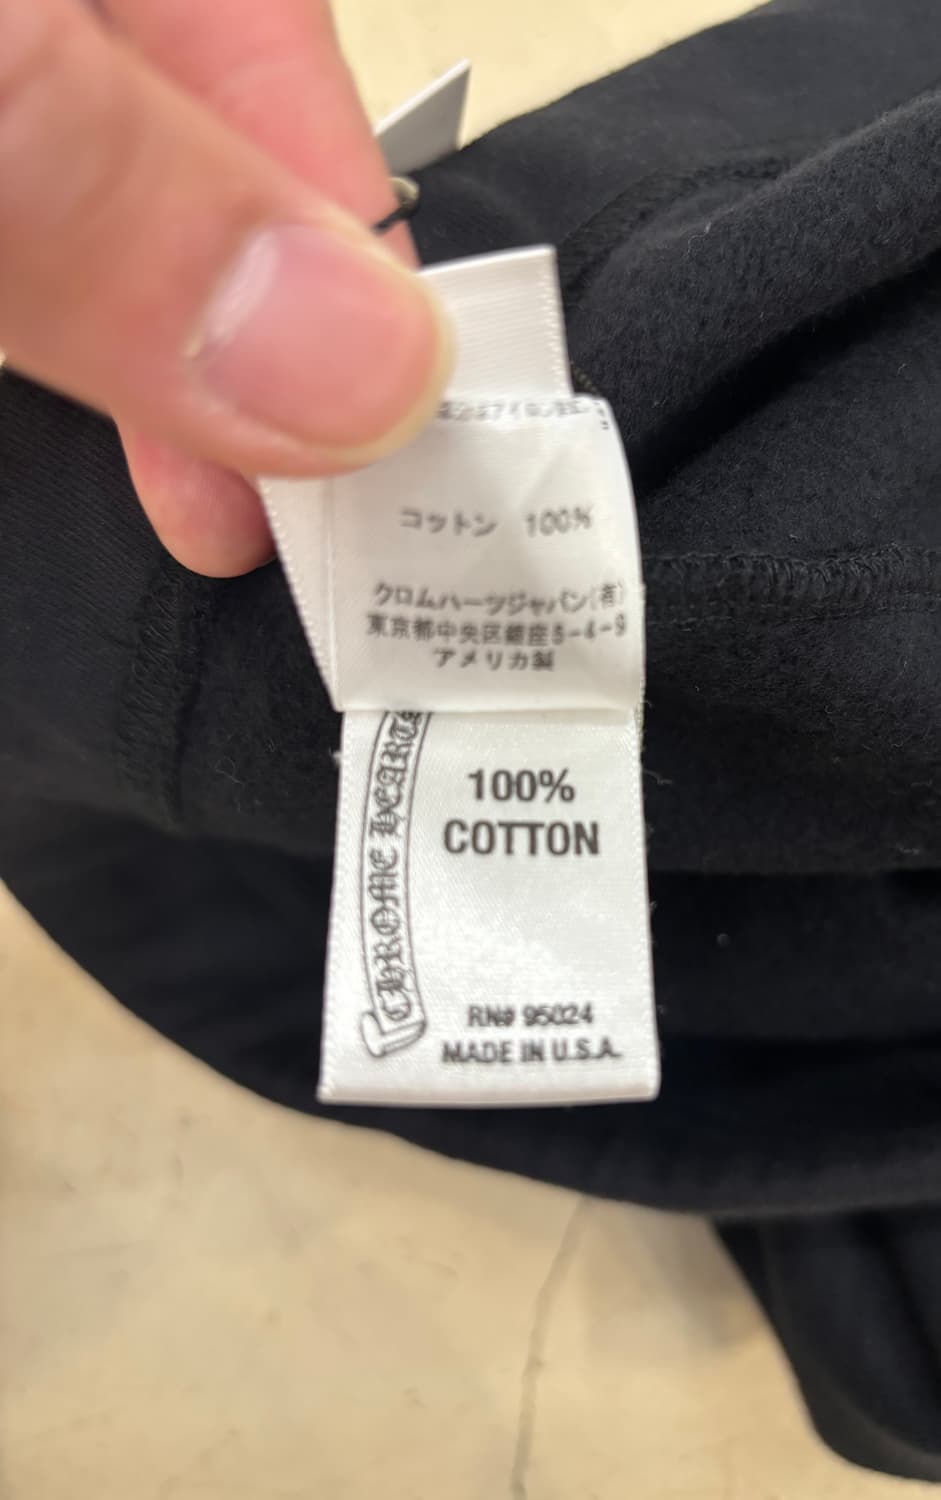 コットン 100%
クロムハーツジャパン(有)
東京都中央区銀座5-4-9
アメリカ製
CHROME HEARTS
100%
COTTON
RN# 95024
MADE IN U.S.A.